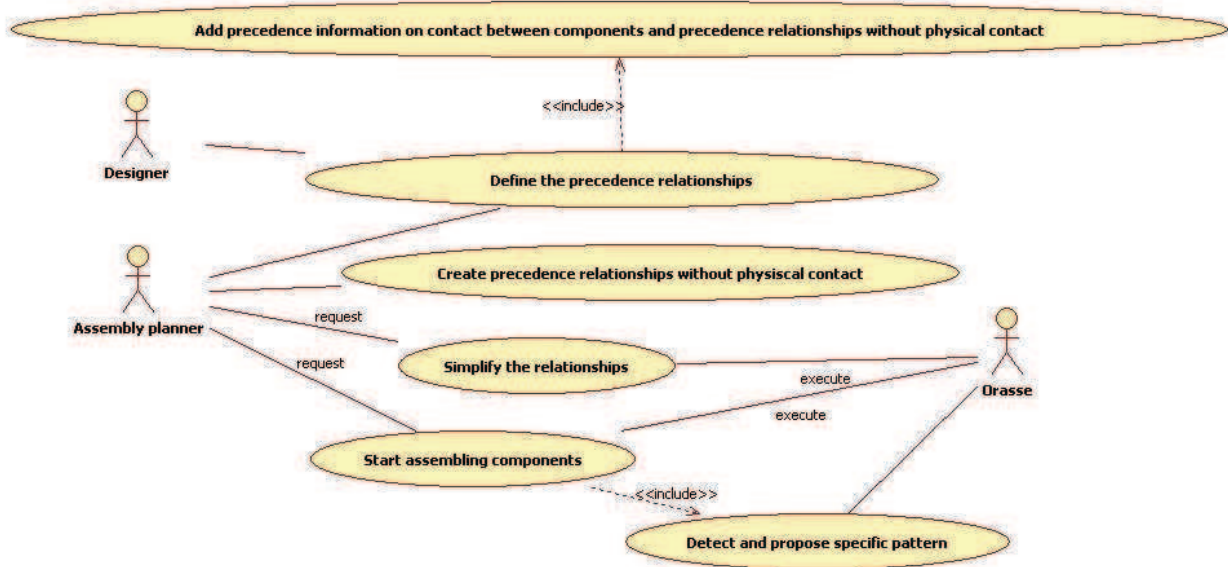 Add precedence information on contact between components and precedence relationships without physical contact
<<include>>
Designer
Define the precedence relationships
Create precedence relationships without physiscal contact
Assembly planner
request
request
Simplify the relationships
execute
Orasse
execute
Start assembling components
<<include>>
Detect and propose specific pattern